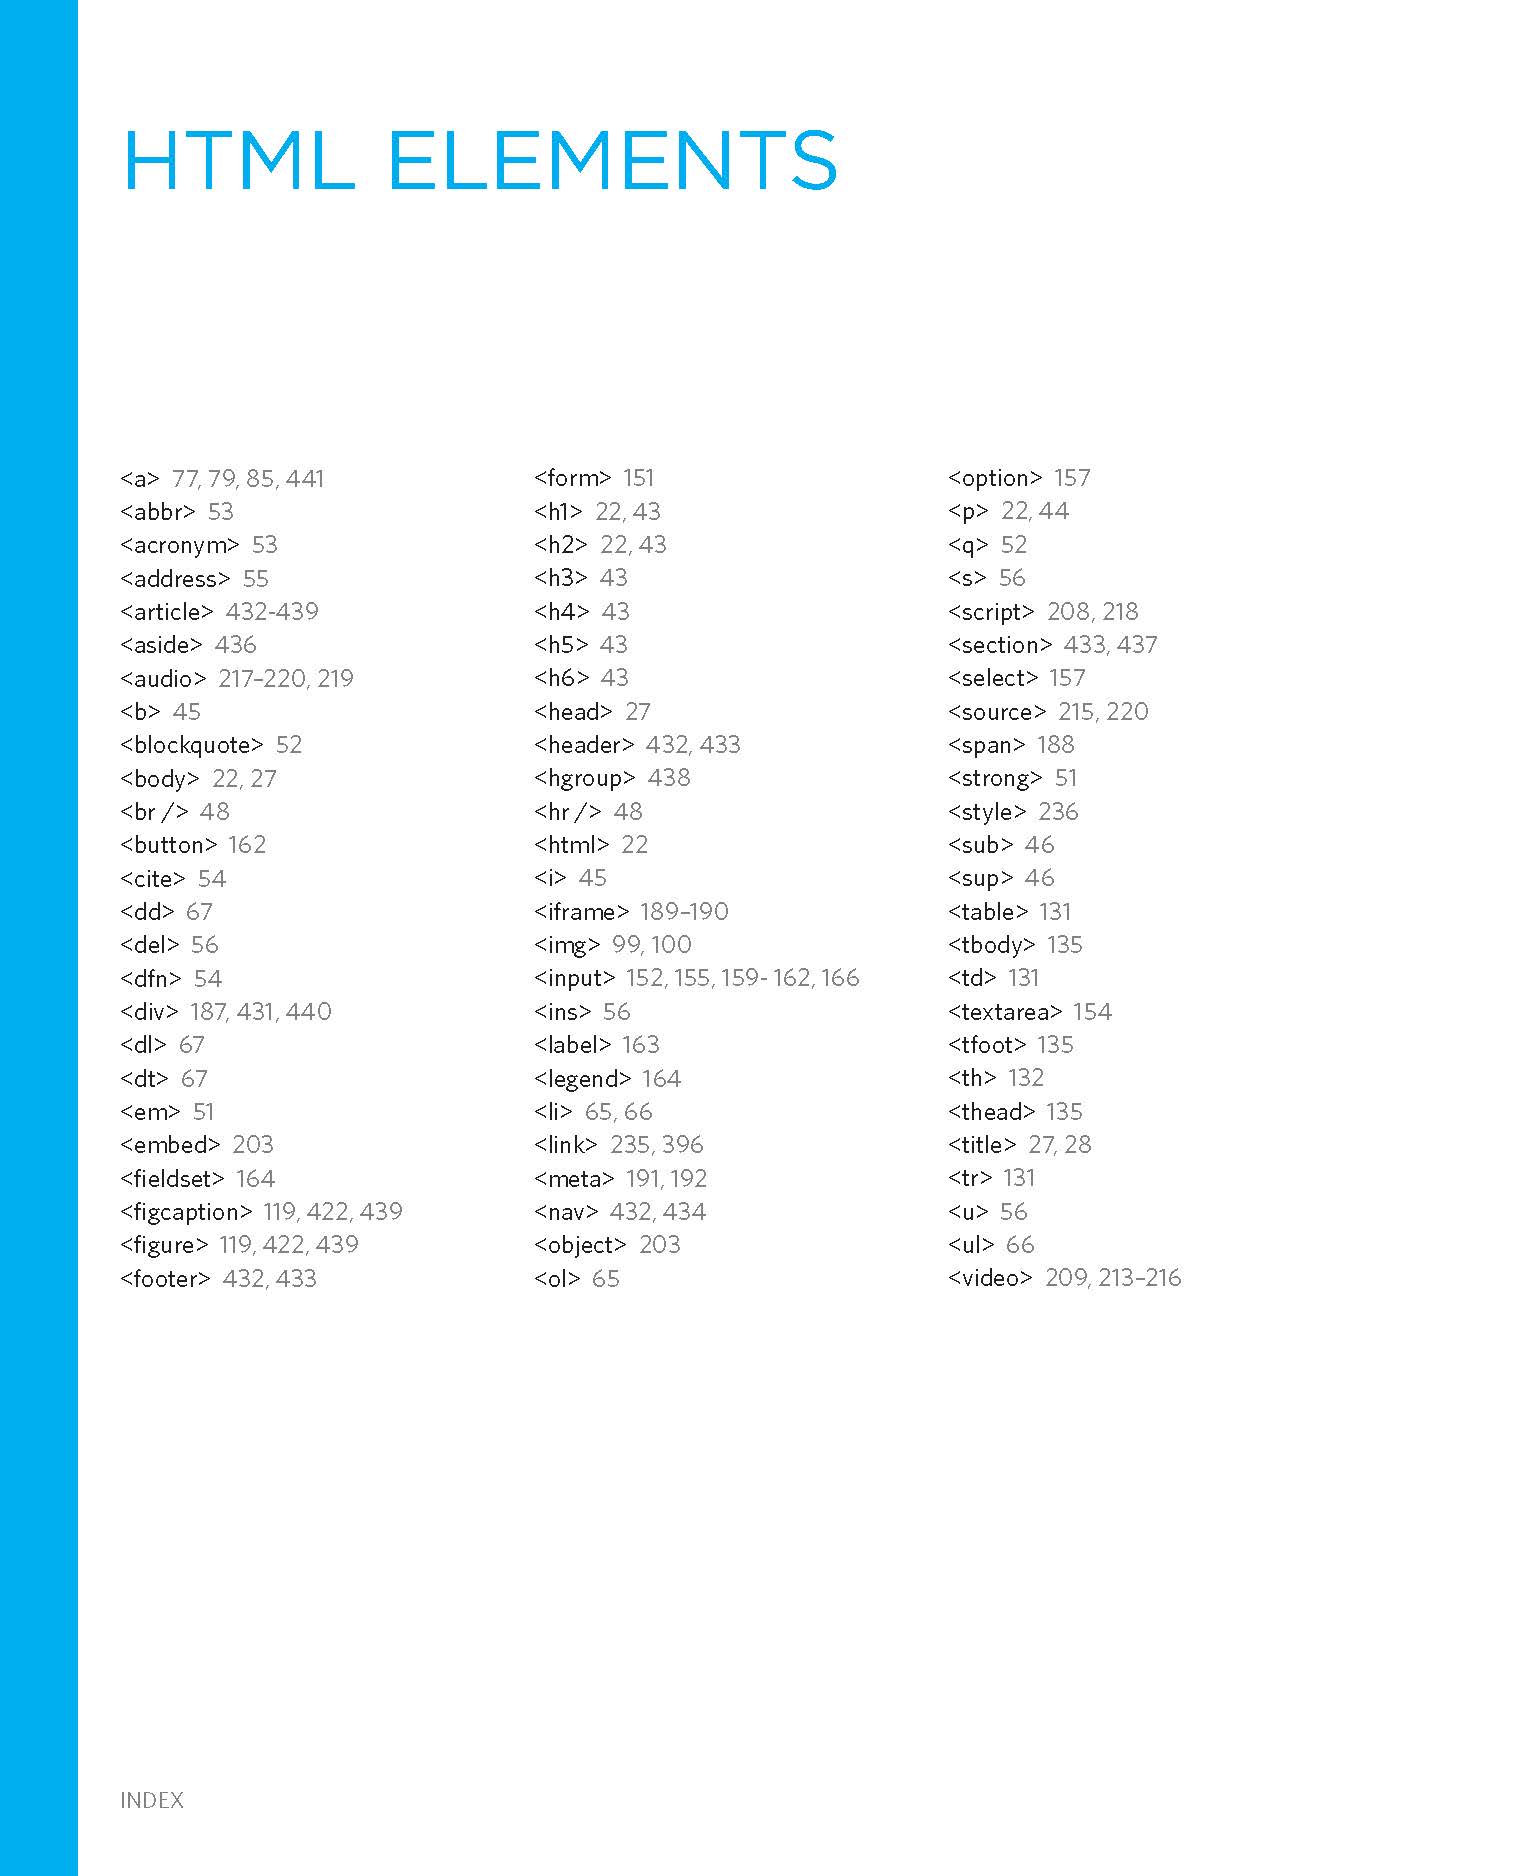 HTML ELEMENTS
<a> 77, 79, 85, 441
<abbr> 53
<acronym> 53
<address> 55
<article> 432-439
<aside> 436
<audio> 217–220, 219
<b> 45
<blockquote> 52
<body> 22, 27
<br /> 48
<button> 162
<cite> 54
<dd> 67
<del> 56
<dfn> 54
<div> 187, 431, 440
<dl> 67
<dt> 67
<em> 51
<embed> 203
<fieldset> 164
<figcaption> 119, 422, 439
<figure> 119, 422, 439
<footer> 432, 433
<form> 151
<h1> 22, 43
<h2> 22, 43
<h3> 43
<h4> 43
<h5> 43
<h6> 43
<head> 27
<header> 432, 433
<hgroup> 438
<hr /> 48
<html> 22
<i> 45
<iframe> 189–190
<img> 99, 100
<input> 152, 155, 159- 162, 166
<ins> 56
<label> 163
<legend> 164
<li> 65, 66
<link> 235, 396
<meta> 191, 192
<nav> 432, 434
<object> 203
<ol> 65
<option> 157
<p> 22, 44
<q> 52
<s> 56
<script> 208, 218
<section> 433, 437
<select> 157
<source> 215, 220
<span> 188
<strong> 51
<style> 236
<sub> 46
<sup> 46
<table> 131
<tbody> 135
<td> 131
<textarea> 154
<tfoot> 135
<th> 132
<thead> 135
<title> 27, 28
<tr> 131
<u> 56
<ul> 66
<video> 209, 213–216
INDEX